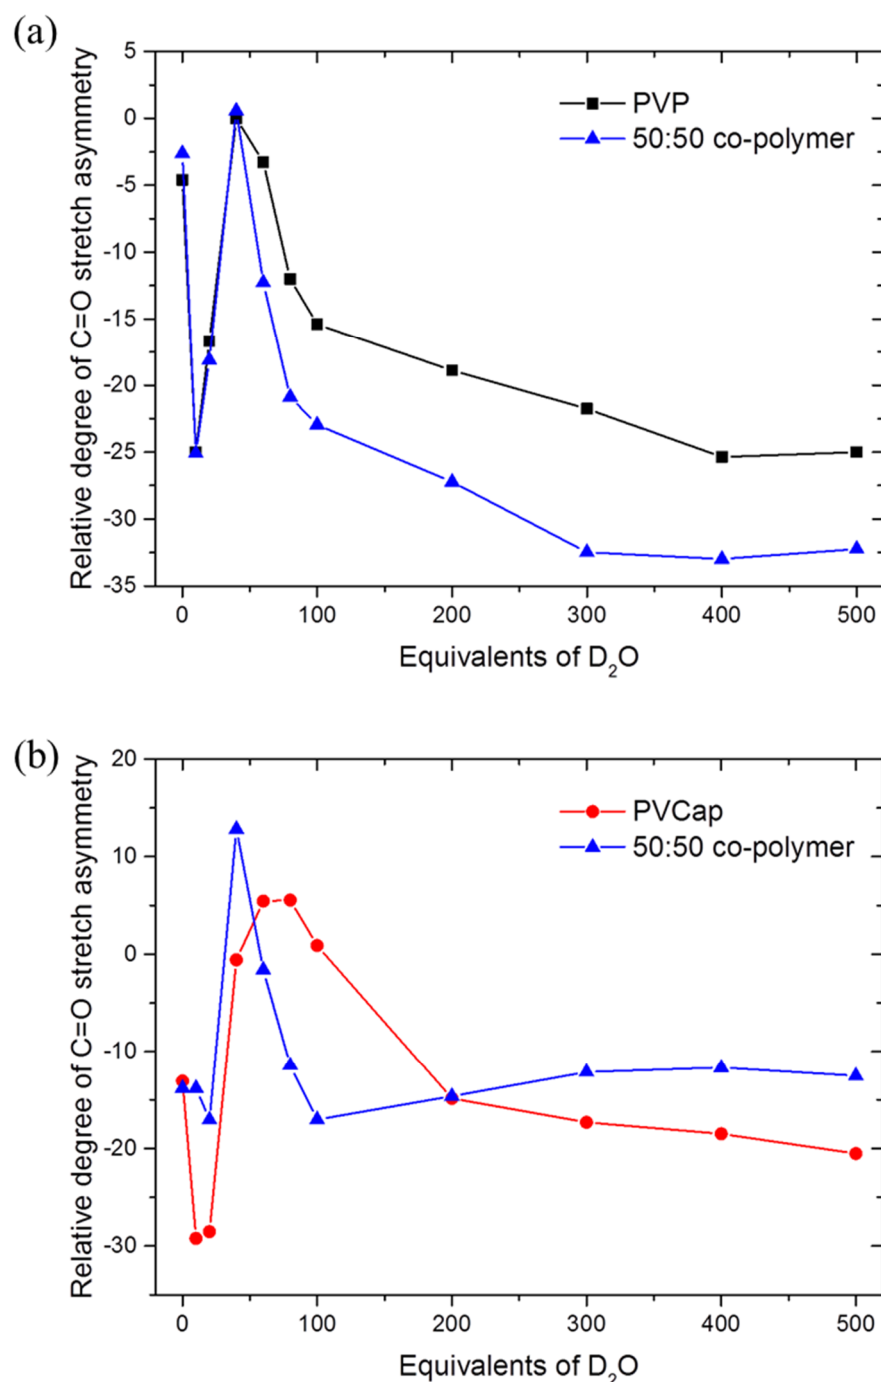 (a)
Relative degree of C=O stretch asymmetry
5
0
-5
-10
-15
-20
-25
-30
-35
PVP
50:50 co-polymer
0 100 200 300 400 500
Equivalents of D₂O
(b)
Relative degree of C=O stretch asymmetry
20
10
0
-10
-20
-30
PVCap
50:50 co-polymer
0 100 200 300 400 500
Equivalents of D₂O